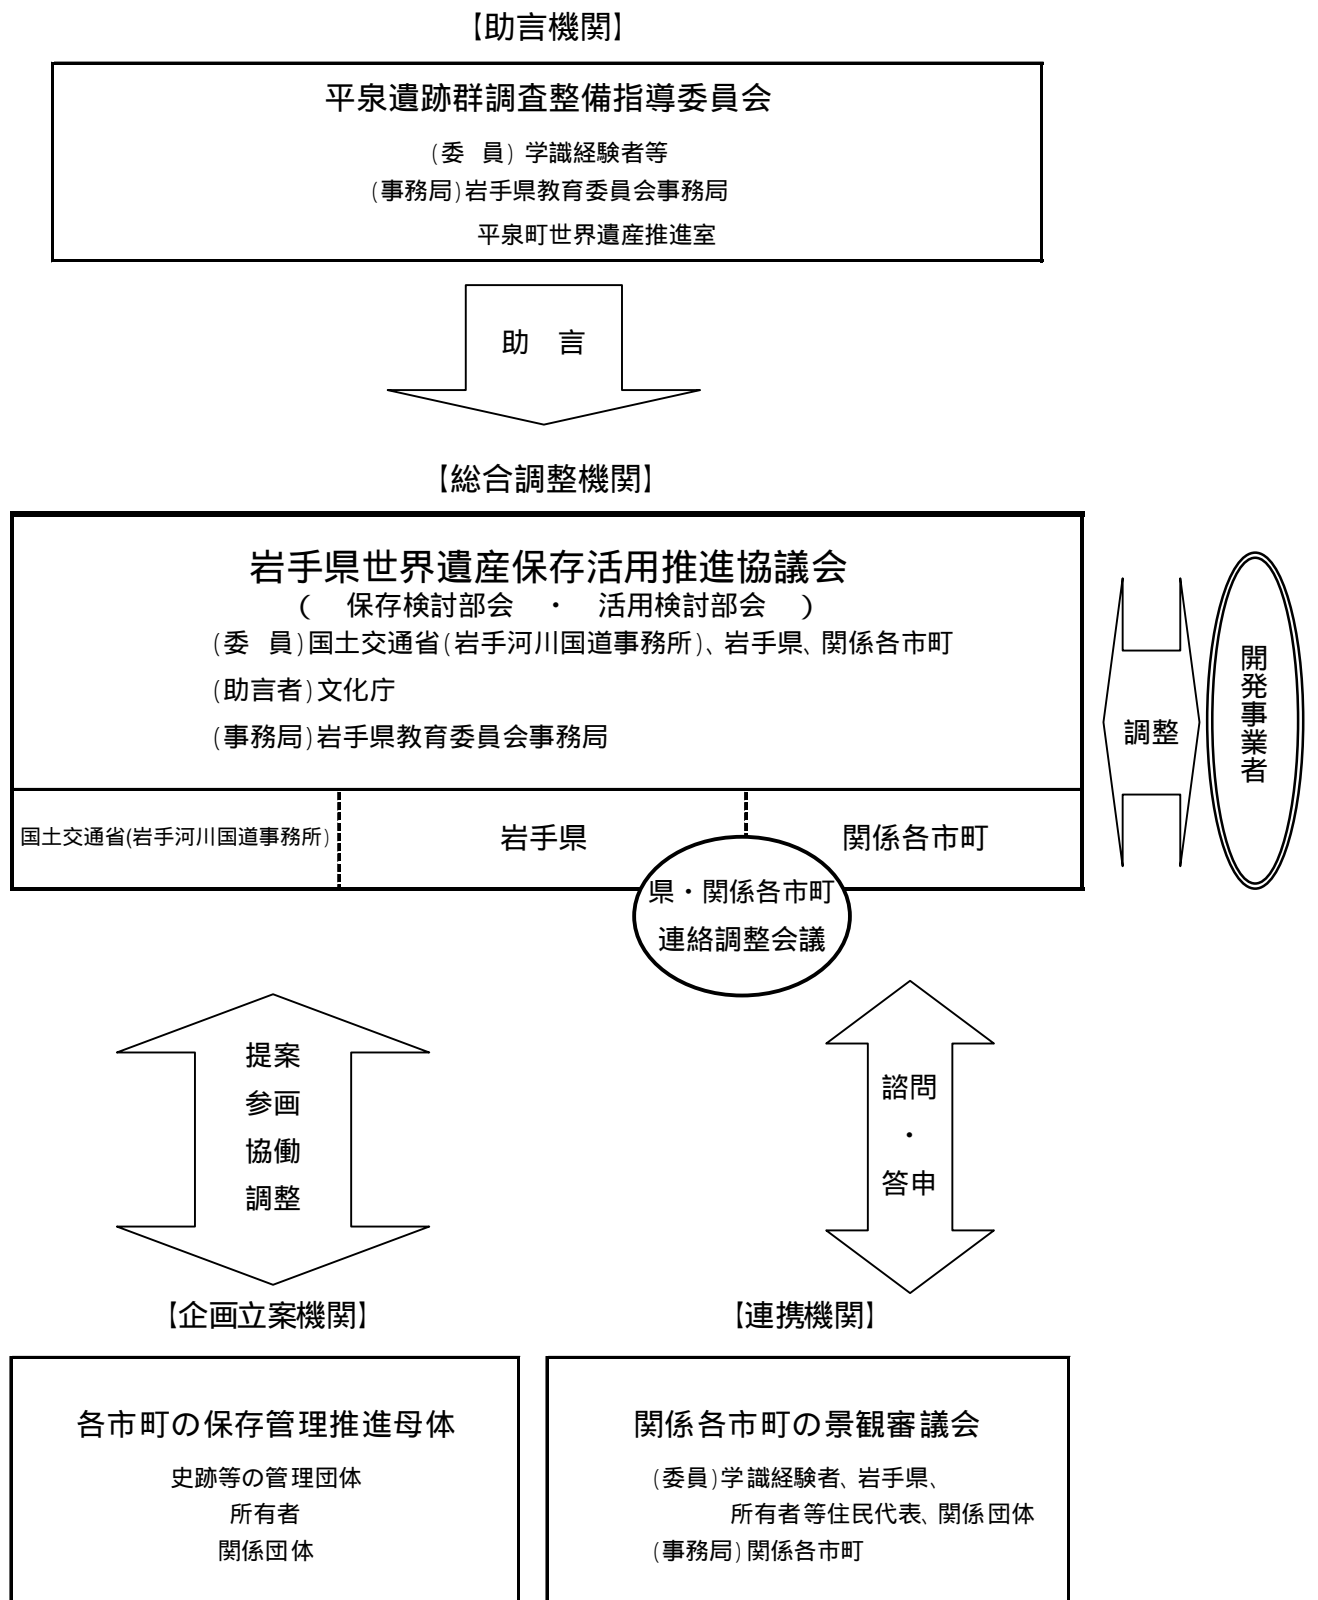 【助言機関】
平泉遺跡群調査整備指導委員会
(委 員) 学識経験者等
(事務局)岩手県教育委員会事務局
平泉町世界遺産推進室
助 言
【総合調整機関】
岩手県世界遺産保存活用推進協議会
( 保存検討部会 ・ 活用検討部会 )
(委 員)国土交通省(岩手河川国道事務所)、岩手県、関係各市町
(助言者)文化庁
(事務局)岩手県教育委員会事務局
国土交通省(岩手河川国道事務所)
岩手県
関係各市町
県・関係各市町
連絡調整会議
調整
開発事業者
提案
参画
協働
調整
諮問
・
答申
【企画立案機関】
各市町の保存管理推進母体
史跡等の管理団体
所有者
関係団体
【連携機関】
関係各市町の景観審議会
(委員)学識経験者、岩手県、
所有者等住民代表、関係団体
(事務局)関係各市町